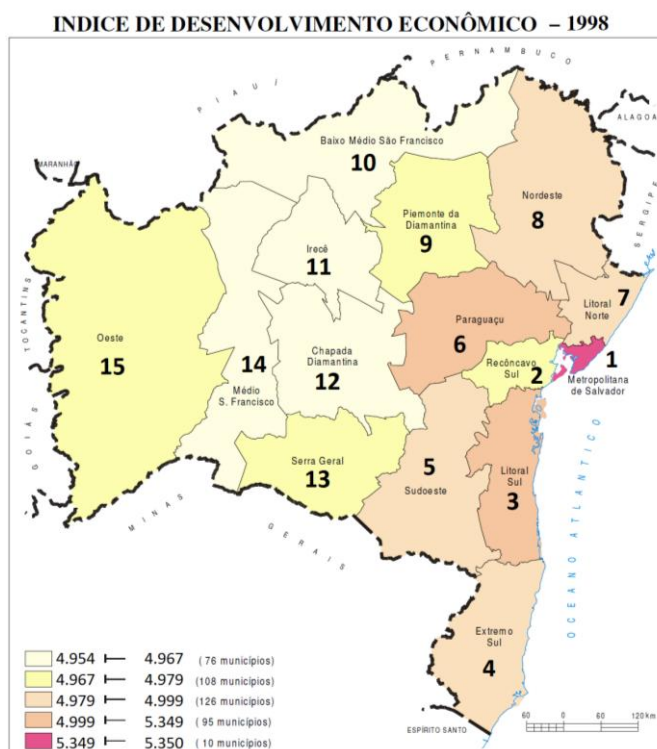 INDICE DE DESENVOLVIMENTO ECONÔMICO – 1998
PERNAMBUCO
PIAUÍ
ALAGOA
MARANHÃO
Baixo Médio São Francisco
10
Nordeste
8
SERGIPE
Piemonte da
Diamantina
9
Irecê
11
Litoral
Norte
7
TOCANTINS
Oeste
15
Paraguaçu
6
1
Metropolitana
de Salvador
Recôncavo
Sul
2
Chapada
Diamantina
12
14
Médio
S. Francisco
GOIÁS
Serra Geral
13
5
Sudoeste
Litoral
Sul
3
OCEANO ATLANTICO
MINAS
GERAIS
Extremo
Sul
4
4.954 4.967 ( 76 municípios)
4.967 4.979 (108 municípios)
4.979 4.999 (126 municípios)
4.999 5.349 ( 95 municípios)
5.349 5.350 ( 10 municípios)
ESPÍRITO SANTO
60 0 60 120 km